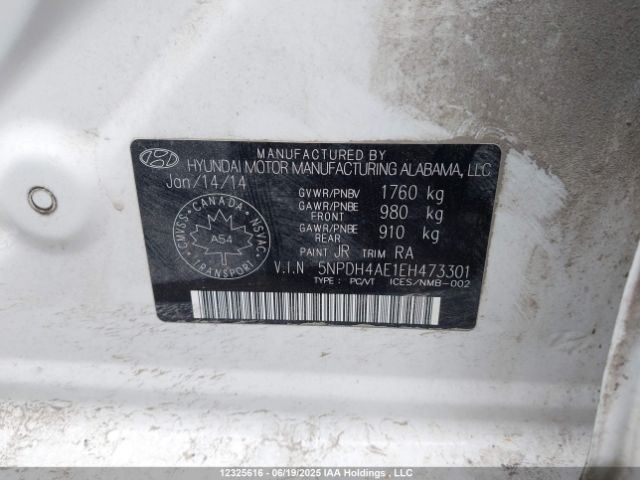 MANUFACTURED BY
HYUNDAI MOTOR MANUFACTURING ALABAMA, LLC
Jan/14/14
GVWR/PNBV 1760 kg
GAWR/PNBE FRONT 980 kg
GAWR/PNBE REAR 910 kg
PAINT JR TRIM RA
V.I.N 5NPDH4AE1EH473301
TYPE : PC/VT ICES/NMB-002
CANADA
CMVSS NSVAC
A54
TRANSPORT
12325616 - 06/19/2025 IAA Holdings , LLC